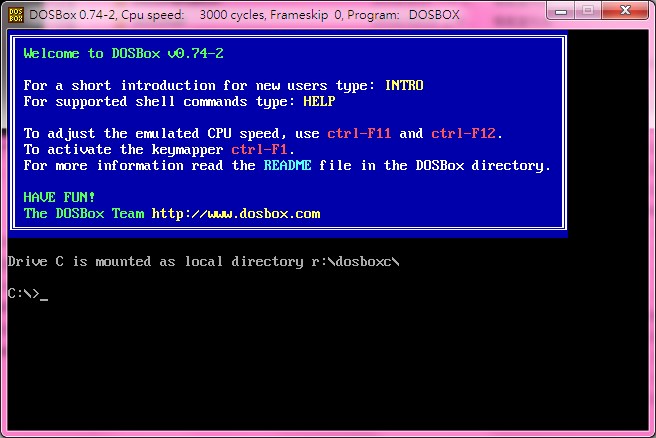 DOS BOX DOSBox 0.74-2, Cpu speed: 3000 cycles, Frameskip 0, Program: DOSBOX
Welcome to DOSBox v0.74-2
For a short introduction for new users type: INTRO
For supported shell commands type: HELP
To adjust the emulated CPU speed, use ctrl-F11 and ctrl-F12.
To activate the keymapper ctrl-F1.
For more information read the README file in the DOSBox directory.
HAVE FUN!
The DOSBox Team http://www.dosbox.com
Drive C is mounted as local directory r:\dosboxc\
C:\>_